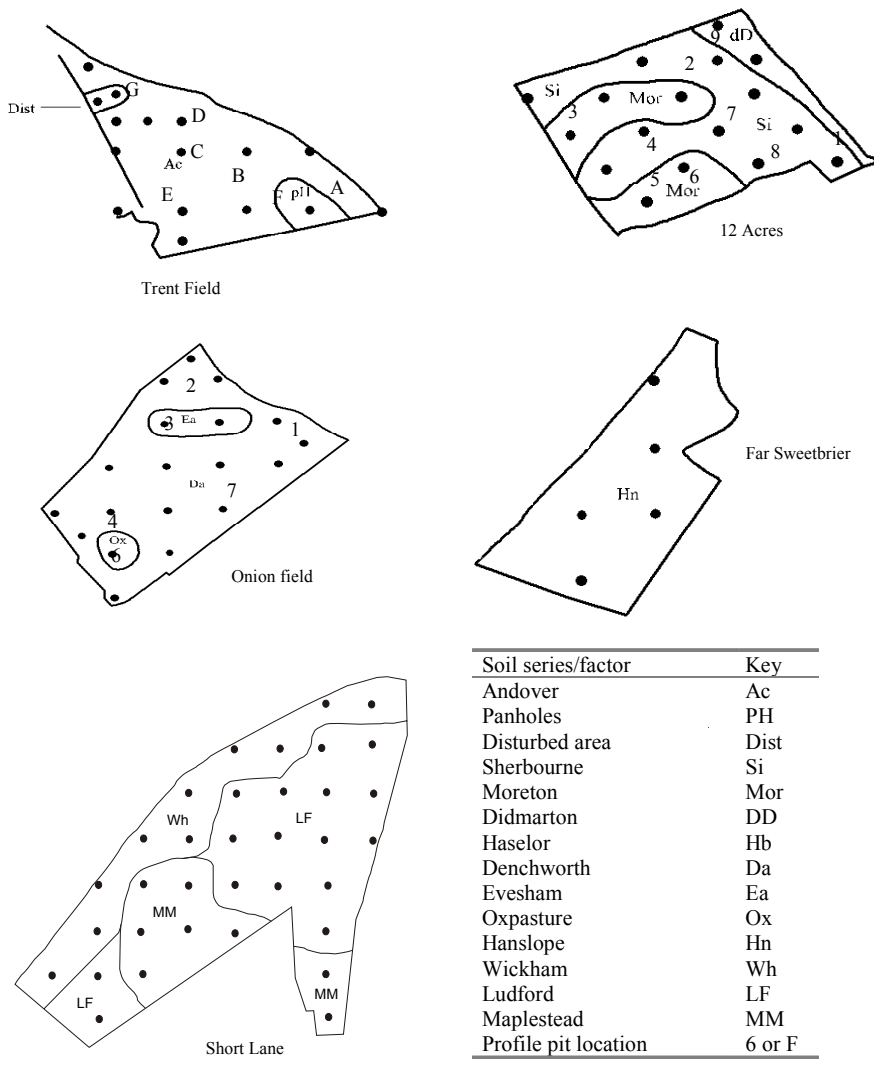 G
Dist
D
C
Ac
B
E
F
pH
A
Trent Field
9 dD
2
Si
Mor
3
7
Si
4
1
8
5
6
Mor
12 Acres
2
3
Ea
1
Da
7
4
Ox
6
Onion field
Hn
Far Sweetbrier
Wh
LF
MM
LF
MM
Short Lane
Soil series/factor Key
Andover Ac
Panholes PH
Disturbed area Dist
Sherbourne Si
Moreton Mor
Didmarton DD
Haselor Hb
Denchworth Da
Evesham Ea
Oxpasture Ox
Hanslope Hn
Wickham Wh
Ludford LF
Maplestead MM
Profile pit location 6 or F